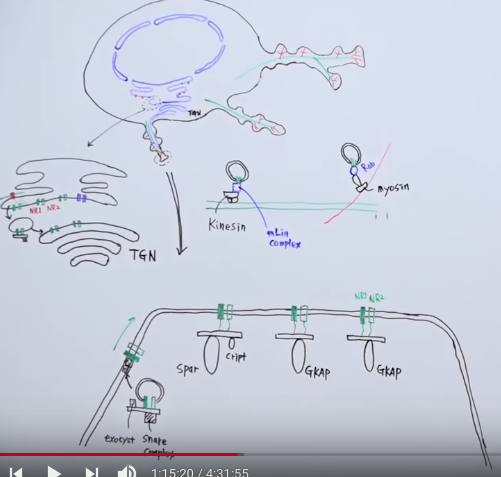 TGN
Rab
myosin
NR1 NR2
Kinesin
mLin
complex
TGN
NR1 NR2
Spar
cript
GKAP
GKAP
exocyst
Snare
complex
1:15:20 / 4:31:55